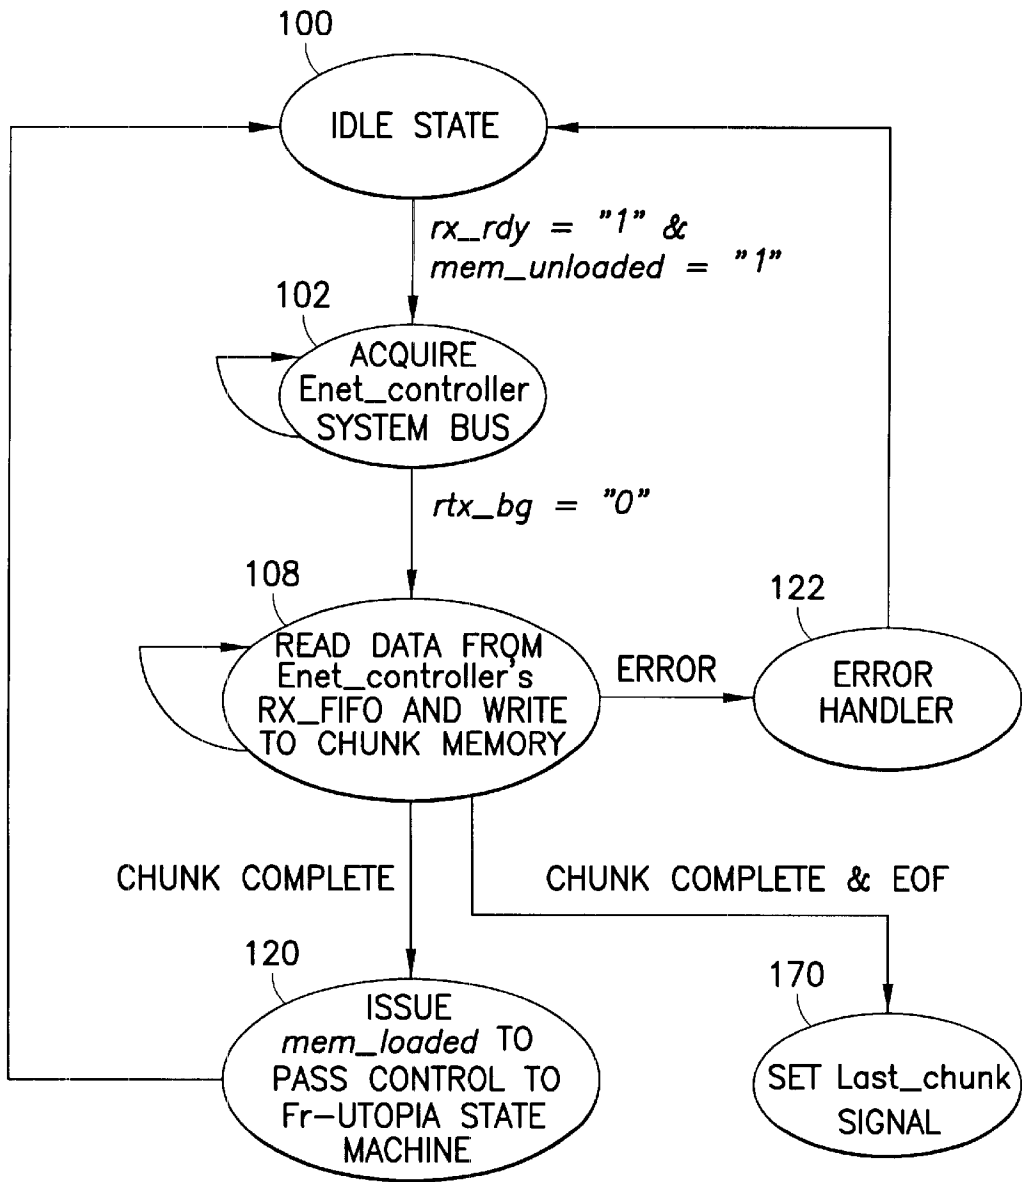 100
IDLE STATE
rx_rdy = "1" &
mem_unloaded = "1"
102
ACQUIRE
Enet_controller
SYSTEM BUS
rtx_bg = "0"
108
READ DATA FROM
Enet_controller's
RX_FIFO AND WRITE
TO CHUNK MEMORY
ERROR
122
ERROR
HANDLER
CHUNK COMPLETE
CHUNK COMPLETE & EOF
120
ISSUE
mem_loaded TO
PASS CONTROL TO
Fr-UTOPIA STATE
MACHINE
170
SET Last_chunk
SIGNAL